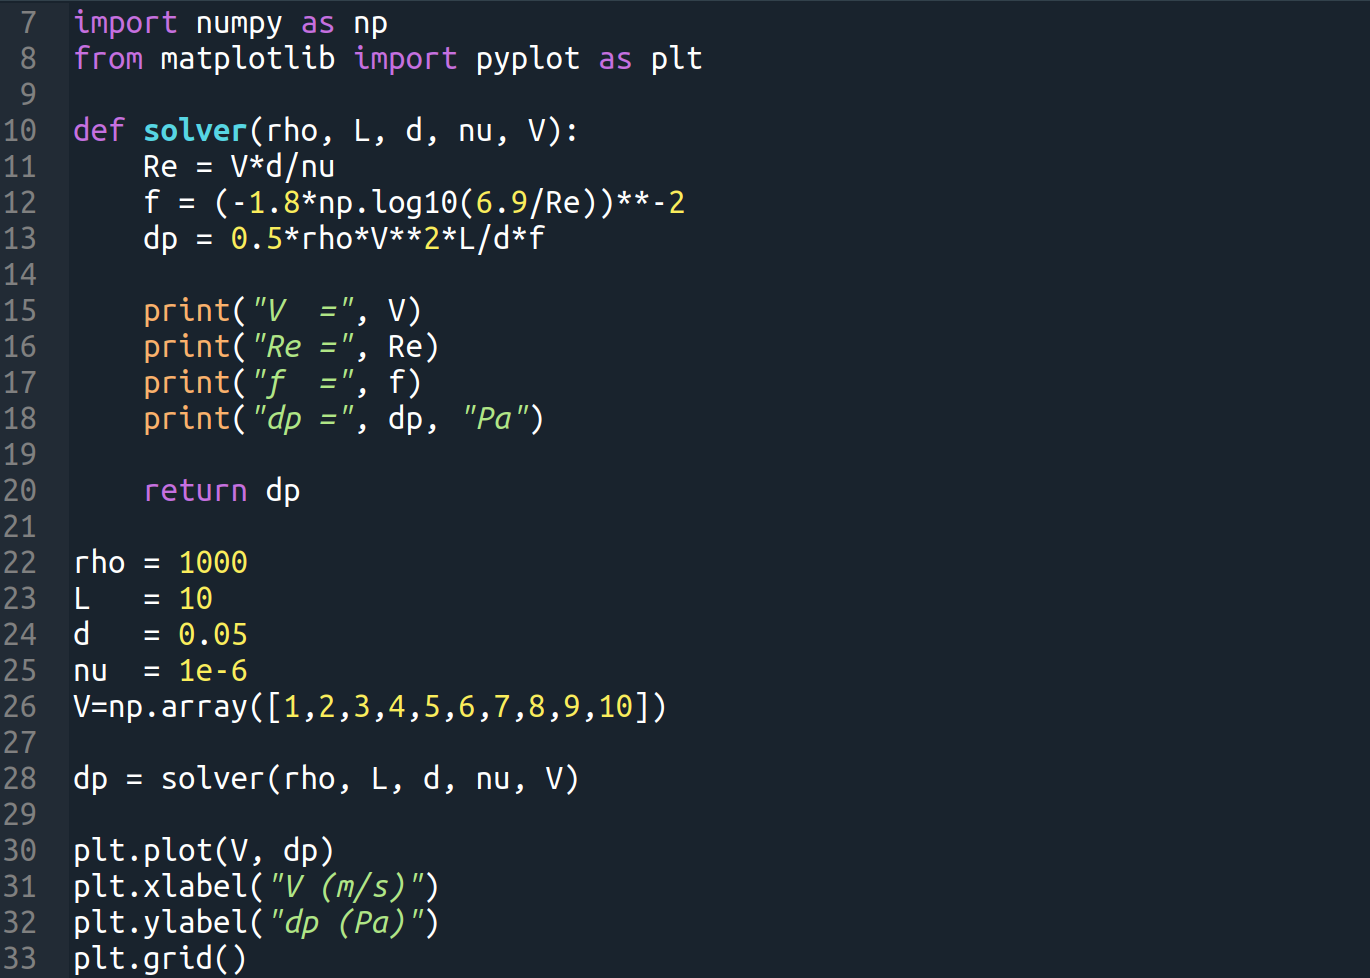 7 import numpy as np
8 from matplotlib import pyplot as plt
9
10 def solver(rho, L, d, nu, V):
11     Re = V*d/nu
12     f = (-1.8*np.log10(6.9/Re))**-2
13     dp = 0.5*rho*V**2*L/d*f
14
15     print("V  =", V)
16     print("Re =", Re)
17     print("f  =", f)
18     print("dp =", dp, "Pa")
19
20     return dp
21
22 rho = 1000
23 L   = 10
24 d   = 0.05
25 nu  = 1e-6
26 V=np.array([1,2,3,4,5,6,7,8,9,10])
27
28 dp = solver(rho, L, d, nu, V)
29
30 plt.plot(V, dp)
31 plt.xlabel("V (m/s)")
32 plt.ylabel("dp (Pa)")
33 plt.grid()